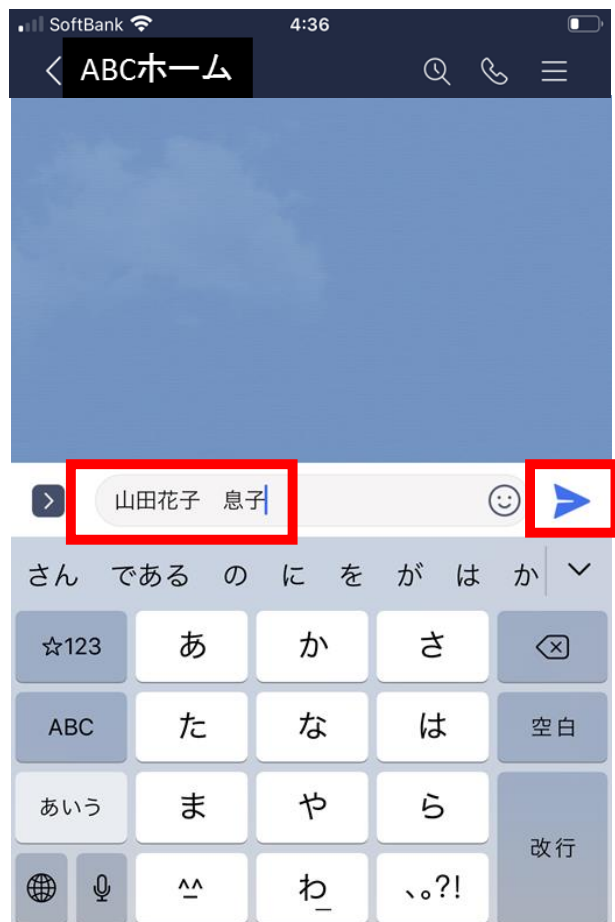 SoftBank 4:36
ABCホーム
山田花子　息子
さん である の に を が は か
☆123 あ か さ
ABC た な は 空白
あいう ま や ら 改行
^^ わ_ 、。?!